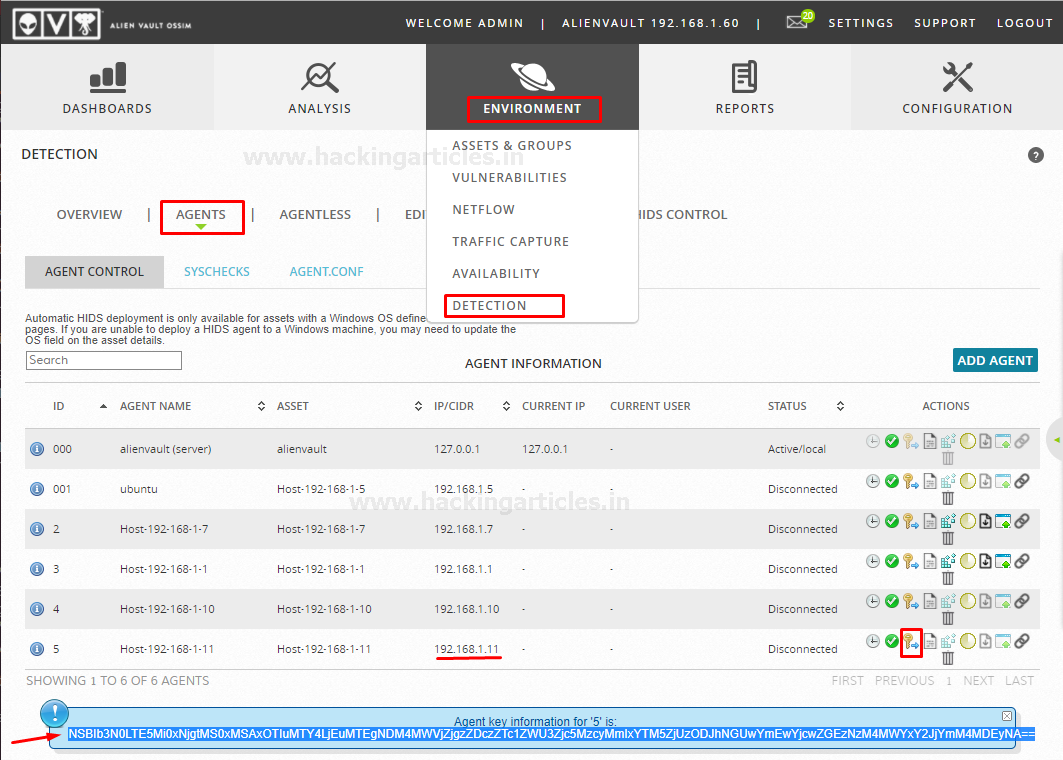 ALIEN VAULT OSSIM
WELCOME ADMIN | ALIENVAULT 192.168.1.60 | 20 SETTINGS SUPPORT LOGOUT
DASHBOARDS ANALYSIS ENVIRONMENT REPORTS CONFIGURATION
ASSETS & GROUPS
VULNERABILITIES
NETFLOW
TRAFFIC CAPTURE
AVAILABILITY
DETECTION
DETECTION
www.hackingarticles.in
OVERVIEW | AGENTS | AGENTLESS | EDI HIDS CONTROL
AGENT CONTROL SYSCHECKS AGENT.CONF
Automatic HIDS deployment is only available for assets with a Windows OS define
pages. If you are unable to deploy a HIDS agent to a Windows machine, you may need to update the
OS field on the asset details.
Search
AGENT INFORMATION
ADD AGENT
ID AGENT NAME ASSET IP/CIDR CURRENT IP CURRENT USER STATUS ACTIONS
000 alienvault (server) alienvault 127.0.0.1 127.0.0.1 - Active/local
001 ubuntu Host-192-168-1-5 192.168.1.5 - - Disconnected
www.hackingarticles.in
2 Host-192-168-1-7 Host-192-168-1-7 192.168.1.7 - - Disconnected
3 Host-192-168-1-1 Host-192-168-1-1 192.168.1.1 - - Disconnected
4 Host-192-168-1-10 Host-192-168-1-10 192.168.1.10 - - Disconnected
5 Host-192-168-1-11 Host-192-168-1-11 192.168.1.11 - - Disconnected
SHOWING 1 TO 6 OF 6 AGENTS
FIRST PREVIOUS 1 NEXT LAST
Agent key information for '5' is:
NSBIb3N0LTE5Mi0xNjgtMS0xMSAxOTIuMTY4LjEuMTEgNDM4MWVjZjgzZDczZTc1ZWU3Zjc5MzcyMmIxYTM5ZjUzODJhNGUwYmEwYjcwZGEzNzM4MWYxY2JjYmM4MDEyNA==